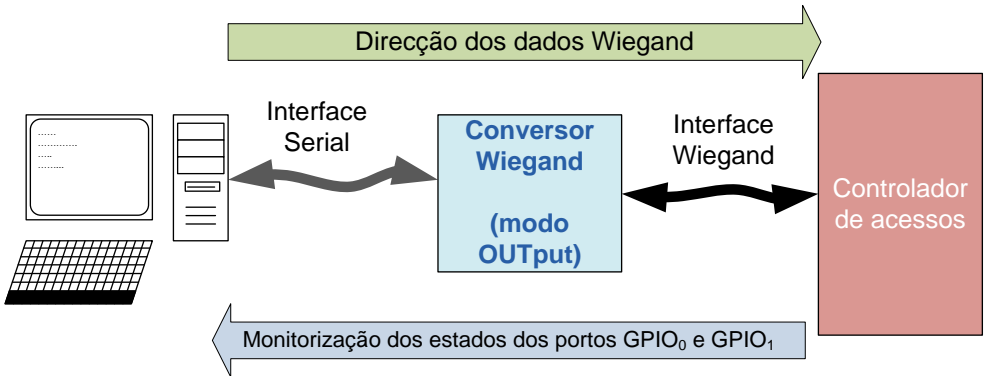 Direcção dos dados Wiegand
Interface
Serial
Conversor
Wiegand
(modo
OUTput)
Interface
Wiegand
Controlador
de acessos
Monitorização dos estados dos portos GPIO₀ e GPIO₁